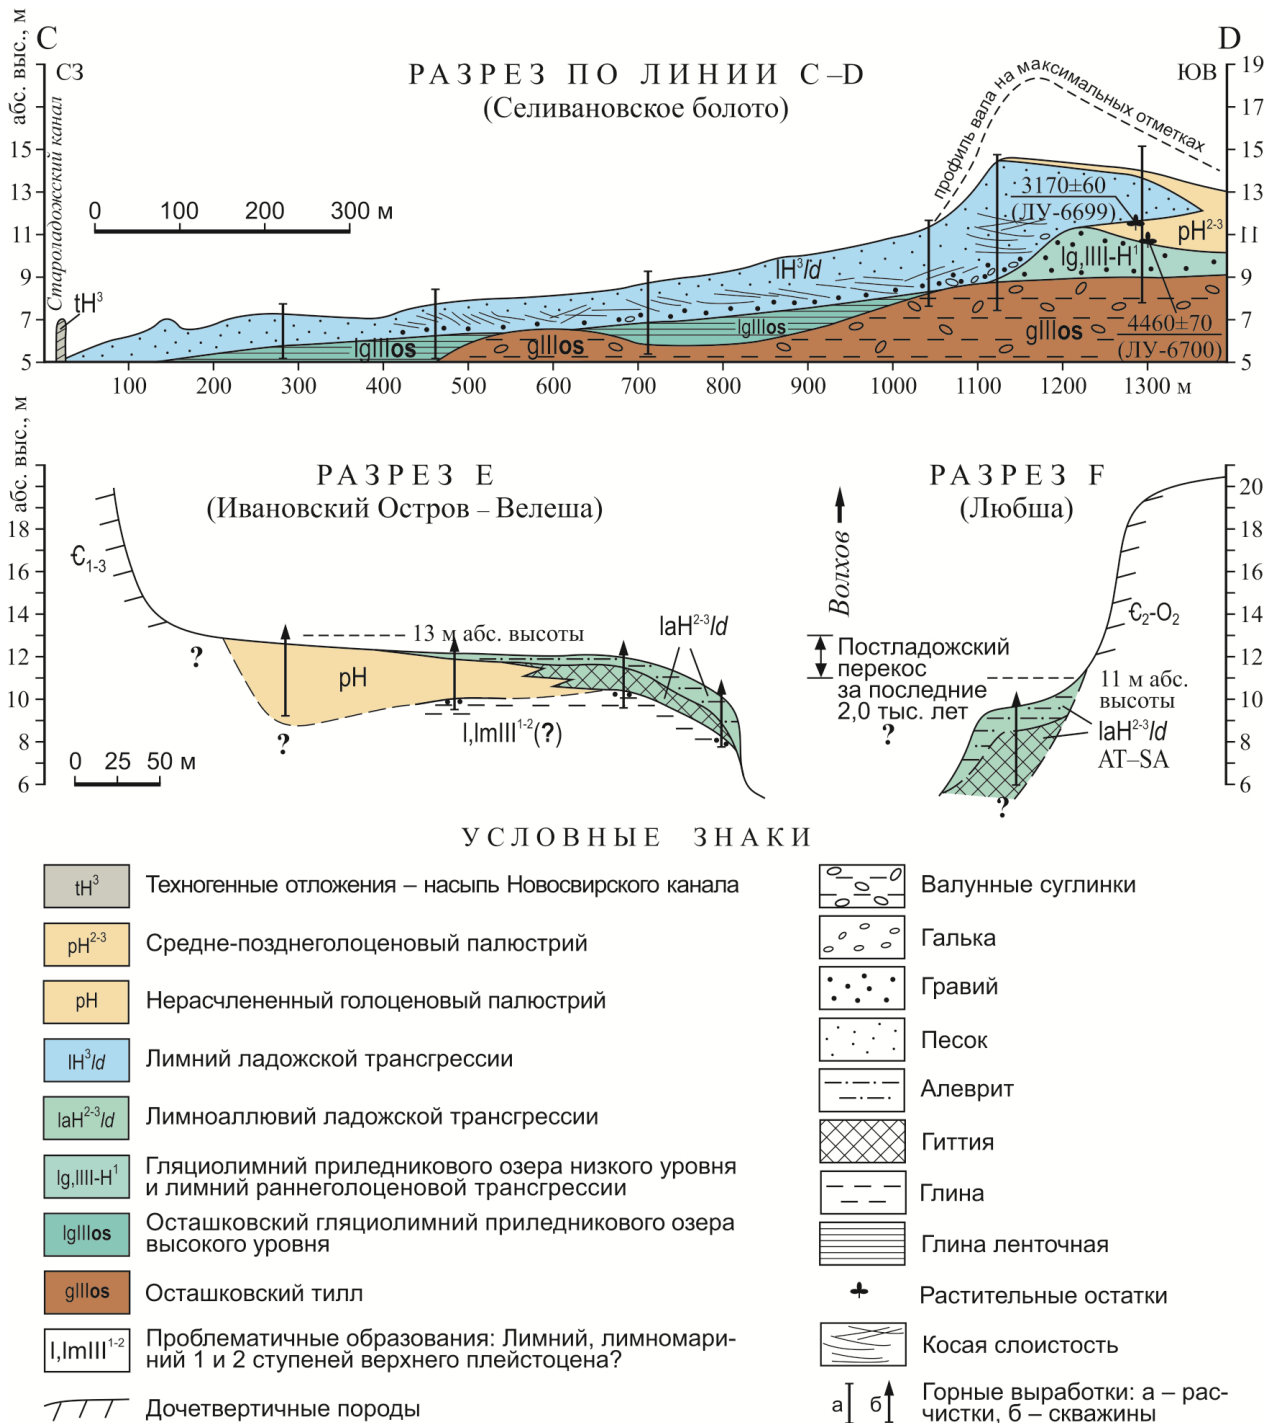 абс. выс., м
C
D
СЗ
ЮВ
РАЗРЕЗ ПО ЛИНИИ C–D
(Селивановское болото)
профиль вала на максимальных отметках
Староладожский канал
15
13
11
9
7
5
19
17
15
13
11
9
7
5
0 100 200 300 м
tH³
lgIIIos
gIIIos
lgIIIos
lH³ld
3170±60
(ЛУ-6699)
pH²⁻³
lg,lIII-H¹
gIIIos
4460±70
(ЛУ-6700)
100 200 300 400 500 600 700 800 900 1000 1100 1200 1300 м
абс. выс., м
РАЗРЕЗ E
(Ивановский Остров – Велеша)
18
16
14
12
10
8
6
Є₁₋₃
?
13 м абс. высоты
laH²⁻³ld
pH
l,lmIII¹⁻²(?)
?
0 25 50 м
РАЗРЕЗ F
(Любша)
Волхов
20
18
16
14
12
10
8
6
Є₂-O₂
Постладожский
перекос
за последние
2,0 тыс. лет
?
11 м абс.
высоты
laH²⁻³ld
AT–SA
?
УСЛОВНЫЕ ЗНАКИ
tH³ Техногенные отложения – насыпь Новосвирского канала
pH²⁻³ Средне-позднеголоценовый палюстрий
pH Нерасчлененный голоценовый палюстрий
lH³ld Лимний ладожской трансгрессии
laH²⁻³ld Лимноаллювий ладожской трансгрессии
lg,lIII-H¹ Гляциолимний приледникового озера низкого уровня
и лимний раннеголоценовой трансгрессии
lgIIIos Осташковский гляциолимний приледникового озера
высокого уровня
gIIIos Осташковский тилл
l,lmIII¹⁻² Проблематичные образования: Лимний, лимномари-
ний 1 и 2 ступеней верхнего плейстоцена?
Дочетвертичные породы
Валунные суглинки
Галька
Гравий
Песок
Алеврит
Гиттия
Глина
Глина ленточная
Растительные остатки
Косая слоистость
а б Горные выработки: а – рас-
чистки, б – скважины